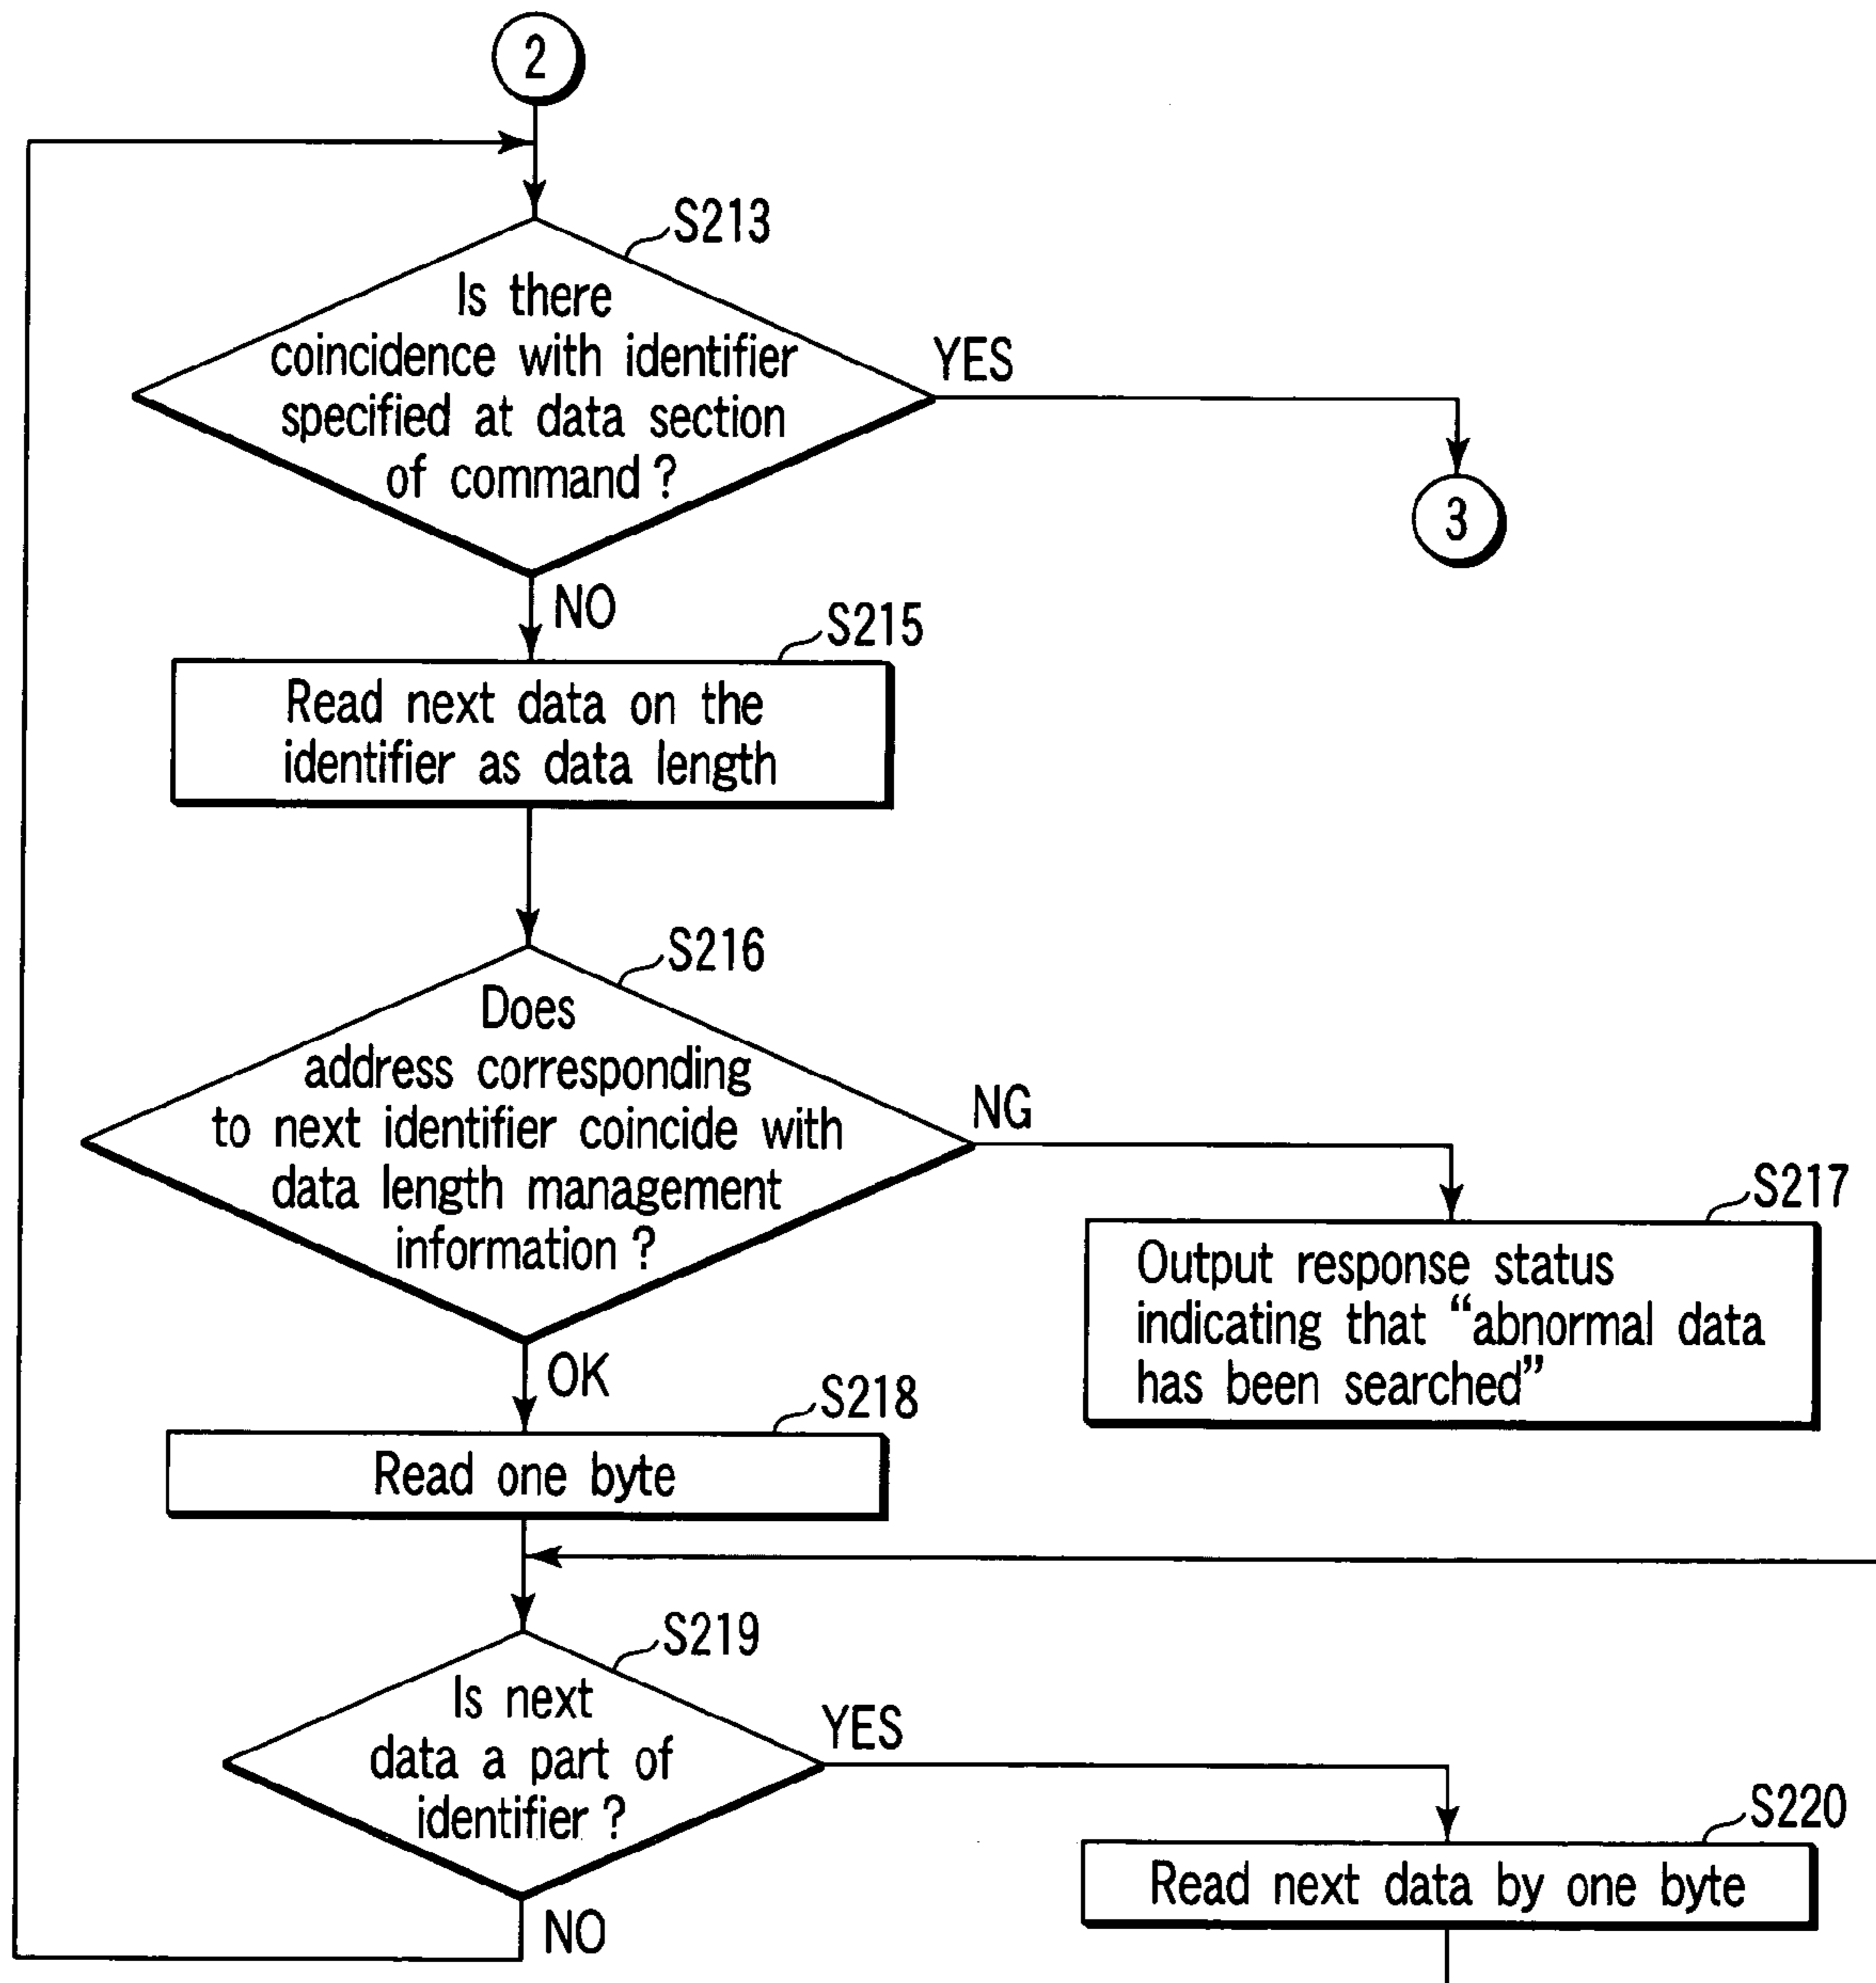 2
S213
Is there
coincidence with identifier
specified at data section
of command ?
YES
3
NO
S215
Read next data on the
identifier as data length
S216
Does
address corresponding
to next identifier coincide with
data length management
information ?
NG
S217
Output response status
indicating that “abnormal data
has been searched”
OK
S218
Read one byte
S219
Is next
data a part of
identifier ?
YES
S220
Read next data by one byte
NO